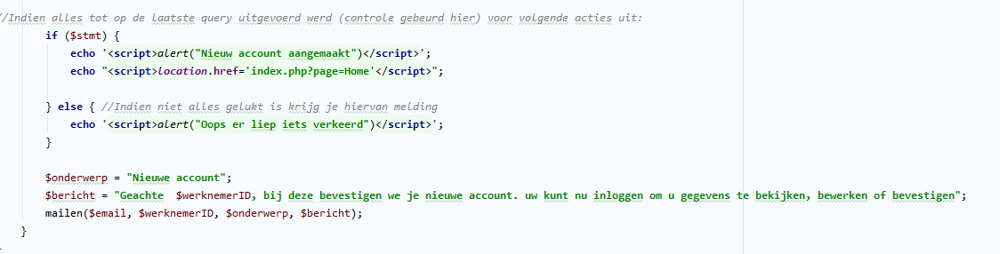 //Indien alles tot op de laatste query uitgevoerd werd (controle gebeurd hier) voor volgende acties uit:
if ($stmt) {
echo '<script>alert("Nieuw account aangemaakt")</script>';
echo "<script>location.href='index.php?page=Home'</script>";
} else { //Indien niet alles gelukt is krijg je hiervan melding
echo '<script>alert("Oops er liep iets verkeerd")</script>';
}
$onderwerp = "Nieuwe account";
$bericht = "Geachte  $werknemerID, bij deze bevestigen we je nieuwe account. uw kunt nu inloggen om u gegevens te bekijken, bewerken of bevestigen";
mailen($email, $werknemerID, $onderwerp, $bericht);
}